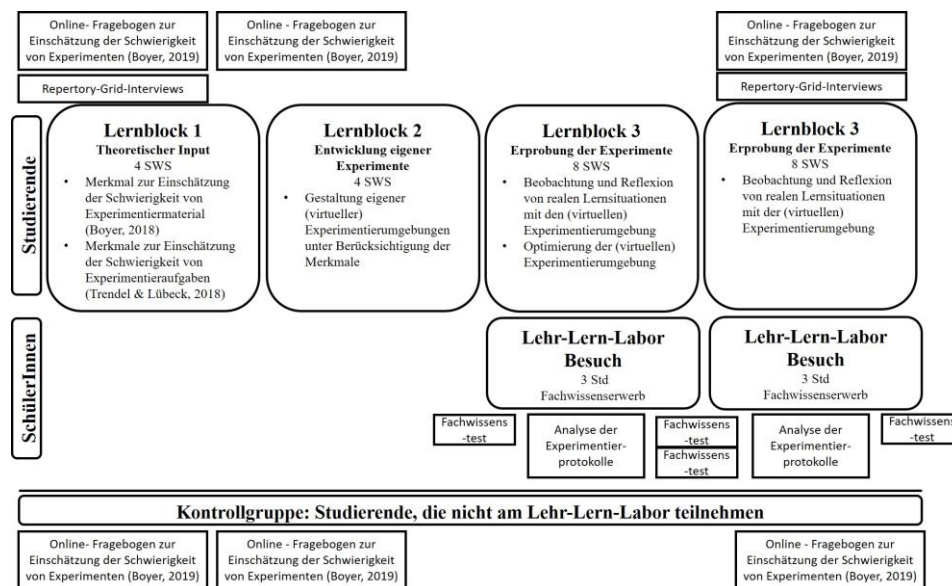 Online- Fragebogen zur
Einschätzung der Schwierigkeit
von Experimenten (Boyer, 2019)
Online - Fragebogen zur
Einschätzung der Schwierigkeit
von Experimenten (Boyer, 2019)
Online - Fragebogen zur
Einschätzung der Schwierigkeit
von Experimenten (Boyer, 2019)
Repertory-Grid-Interviews
Repertory-Grid-Interviews
Studierende
Lernblock 1
Theoretischer Input
4 SWS
• Merkmal zur Einschätzung
der Schwierigkeit von
Experimentiermaterial
(Boyer, 2018)
• Merkmale zur Einschätzung
der Schwierigkeit von
Experimentieraufgaben
(Trendel & Lübeck, 2018)
Lernblock 2
Entwicklung eigener
Experimente
4 SWS
• Gestaltung eigener
(virtueller)
Experimentierumgebungen
unter Berücksichtigung der
Merkmale
Lernblock 3
Erprobung der Experimente
8 SWS
• Beobachtung und Reflexion
von realen Lernsituationen
mit den (virtuellen)
Experimentierumgebung
• Optimierung der (virtuellen)
Experimentierumgebung
Lernblock 3
Erprobung der Experimente
8 SWS
• Beobachtung und Reflexion
von realen Lernsituationen
mit der (virtuellen)
Experimentierumgebung
SchülerInnen
Lehr-Lern-Labor
Besuch
3 Std
Fachwissenserwerb
Lehr-Lern-Labor
Besuch
3 Std
Fachwissenserwerb
Fachwissens
-test
Analyse der
Experimentier-
protokolle
Fachwissens
-test
Fachwissens
-test
Analyse der
Experimentier-
protokolle
Fachwissens
-test
Kontrollgruppe: Studierende, die nicht am Lehr-Lern-Labor teilnehmen
Online- Fragebogen zur
Einschätzung der Schwierigkeit
von Experimenten (Boyer, 2019)
Online - Fragebogen zur
Einschätzung der Schwierigkeit
von Experimenten (Boyer, 2019)
Online - Fragebogen zur
Einschätzung der Schwierigkeit
von Experimenten (Boyer, 2019)